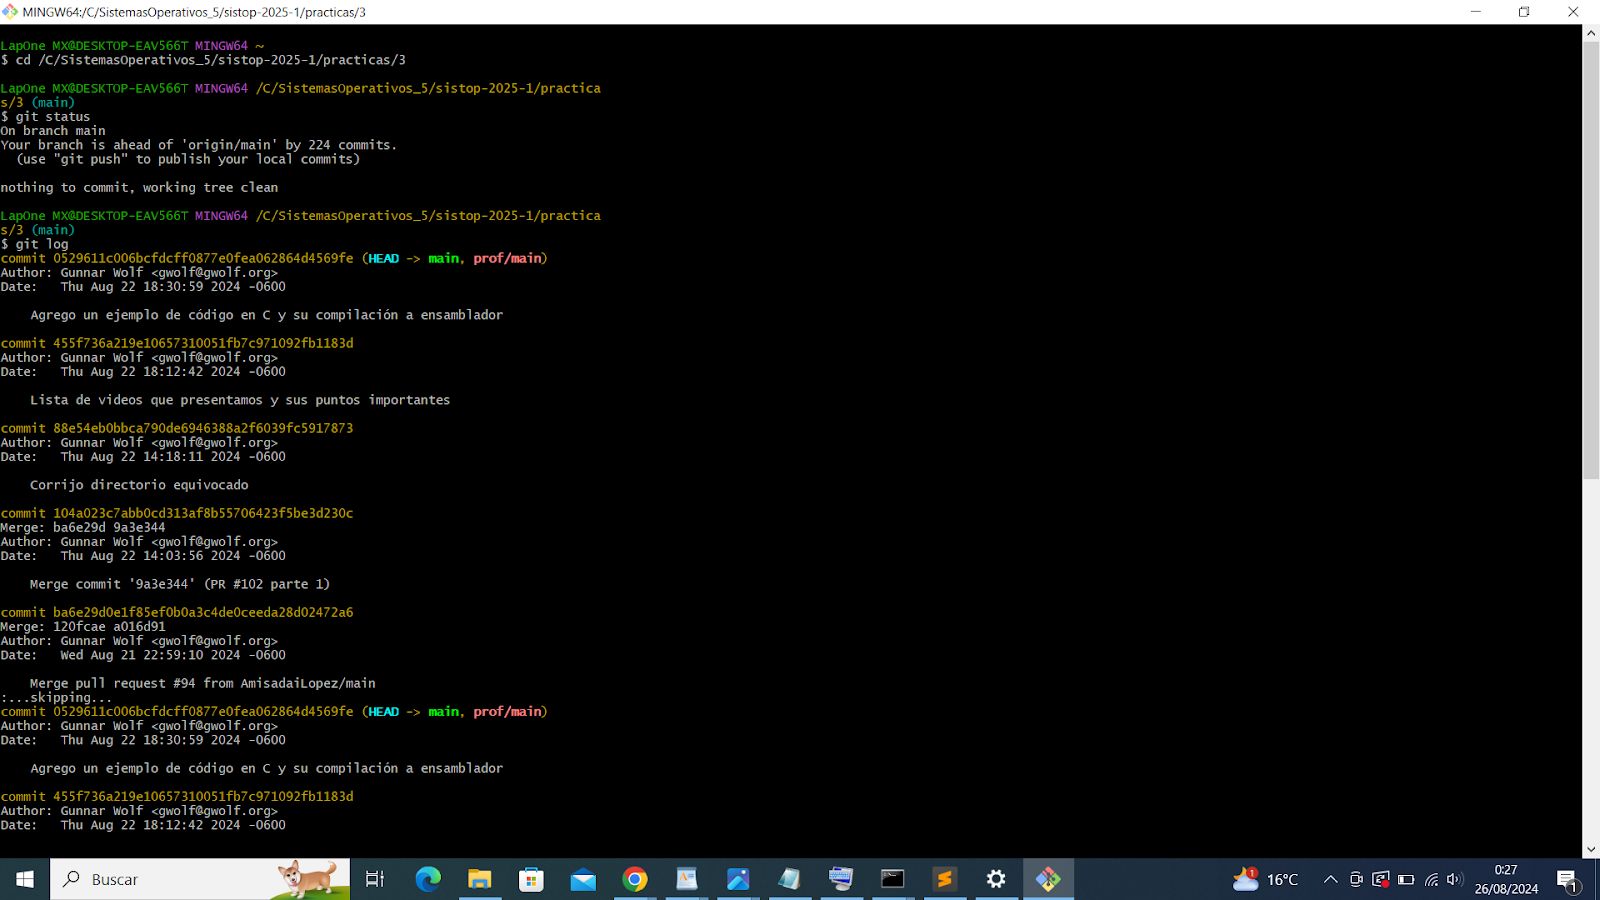 MINGW64:/C/SistemasOperativos_5/sistop-2025-1/practicas/3
LapOne MX@DESKTOP-EAV566T MINGW64 ~
$ cd /C/SistemasOperativos_5/sistop-2025-1/practicas/3
LapOne MX@DESKTOP-EAV566T MINGW64 /C/SistemasOperativos_5/sistop-2025-1/practica
s/3 (main)
$ git status
On branch main
Your branch is ahead of 'origin/main' by 224 commits.
  (use "git push" to publish your local commits)
nothing to commit, working tree clean
LapOne MX@DESKTOP-EAV566T MINGW64 /C/SistemasOperativos_5/sistop-2025-1/practica
s/3 (main)
$ git log
commit 0529611c006bcfdcff0877e0fea062864d4569fe (HEAD -> main, prof/main)
Author: Gunnar Wolf <gwolf@gwolf.org>
Date:   Thu Aug 22 18:30:59 2024 -0600
    Agrego un ejemplo de código en C y su compilación a ensamblador
commit 455f736a219e10657310051fb7c971092fb1183d
Author: Gunnar Wolf <gwolf@gwolf.org>
Date:   Thu Aug 22 18:12:42 2024 -0600
    Lista de videos que presentamos y sus puntos importantes
commit 88e54eb0bbca790de6946388a2f6039fc5917873
Author: Gunnar Wolf <gwolf@gwolf.org>
Date:   Thu Aug 22 14:18:11 2024 -0600
    Corrijo directorio equivocado
commit 104a023c7abb0cd313af8b55706423f5be3d230c
Merge: ba6e29d 9a3e344
Author: Gunnar Wolf <gwolf@gwolf.org>
Date:   Thu Aug 22 14:03:56 2024 -0600
    Merge commit '9a3e344' (PR #102 parte 1)
commit ba6e29d0e1f85ef0b0a3c4de0ceeda28d02472a6
Merge: 120fcae a016d91
Author: Gunnar Wolf <gwolf@gwolf.org>
Date:   Wed Aug 21 22:59:10 2024 -0600
    Merge pull request #94 from AmisadaiLopez/main
:...skipping...
commit 0529611c006bcfdcff0877e0fea062864d4569fe (HEAD -> main, prof/main)
Author: Gunnar Wolf <gwolf@gwolf.org>
Date:   Thu Aug 22 18:30:59 2024 -0600
    Agrego un ejemplo de código en C y su compilación a ensamblador
commit 455f736a219e10657310051fb7c971092fb1183d
Author: Gunnar Wolf <gwolf@gwolf.org>
Date:   Thu Aug 22 18:12:42 2024 -0600
Buscar
1
16°C
0:27
26/08/2024
1